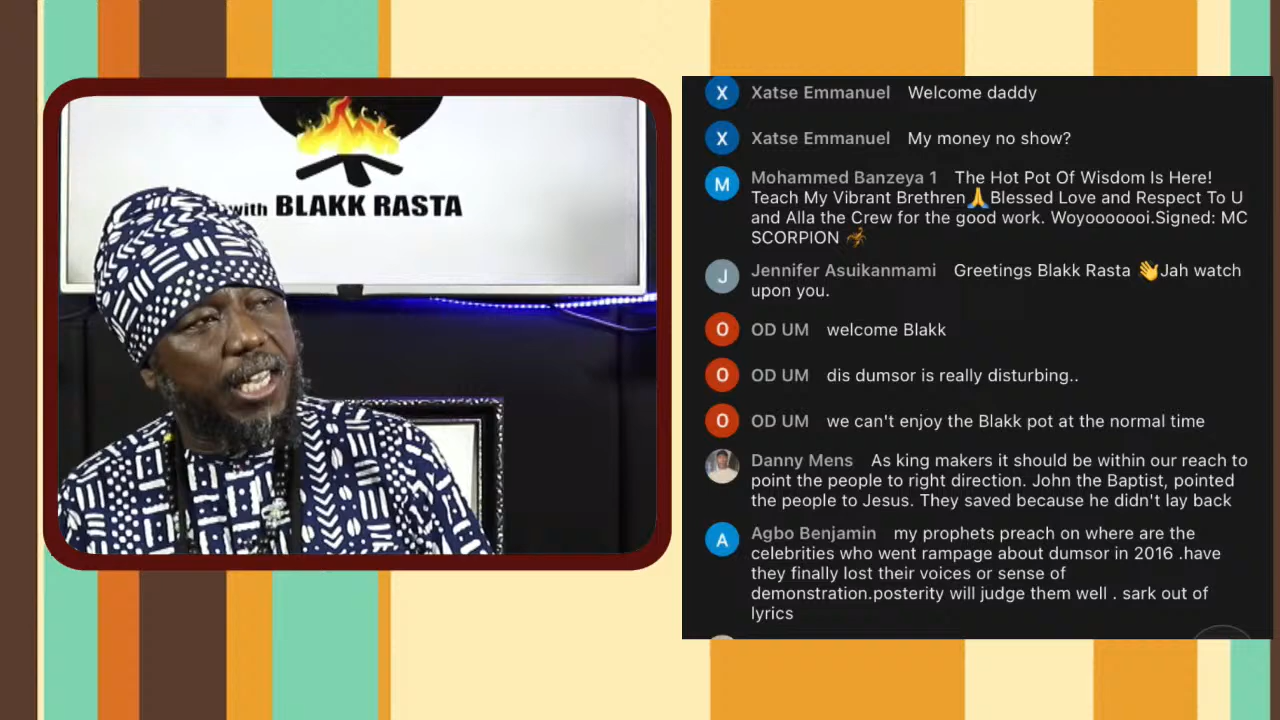 with BLAKK RASTA
X Xatse Emmanuel Welcome daddy
X Xatse Emmanuel My money no show?
M Mohammed Banzeya 1 The Hot Pot Of Wisdom Is Here!
Teach My Vibrant Brethren🙏Blessed Love and Respect To U
and Alla the Crew for the good work. Woyooooooi.Signed: MC
SCORPION 🦂
J Jennifer Asuikanmami Greetings Blakk Rasta 👋Jah watch
upon you.
O OD UM welcome Blakk
O OD UM dis dumsor is really disturbing..
O OD UM we can't enjoy the Blakk pot at the normal time
Danny Mens As king makers it should be within our reach to
point the people to right direction. John the Baptist, pointed
the people to Jesus. They saved because he didn't lay back
A Agbo Benjamin my prophets preach on where are the
celebrities who went rampage about dumsor in 2016 .have
they finally lost their voices or sense of
demonstration.posterity will judge them well . sark out of
lyrics